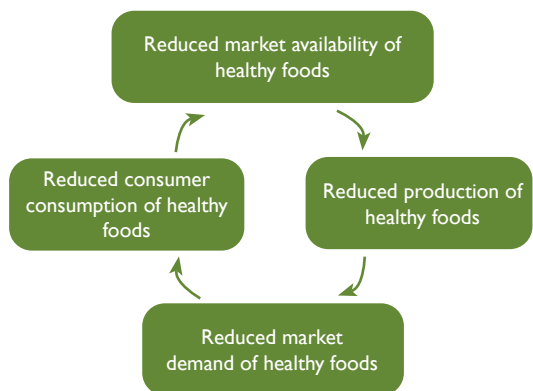 Reduced market availability of
healthy foods
Reduced production of
healthy foods
Reduced market
demand of healthy foods
Reduced consumer
consumption of healthy
foods